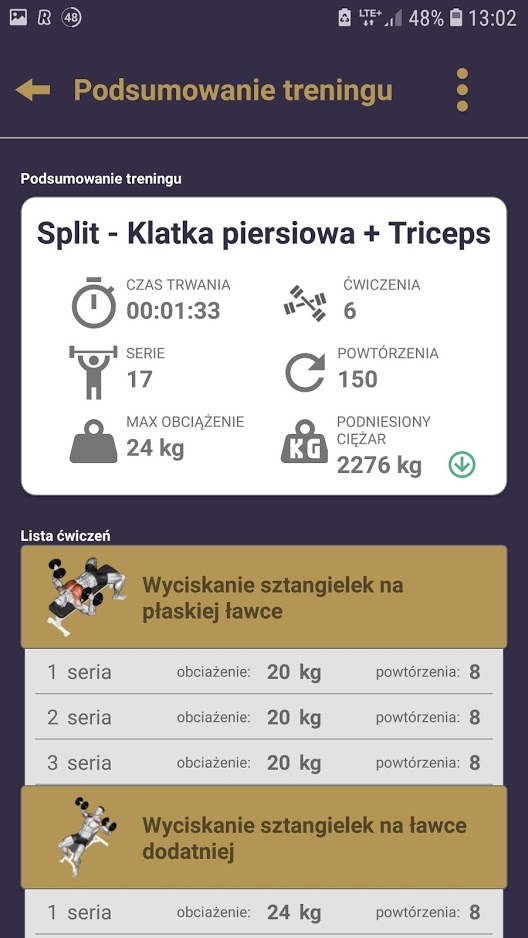 48 LTE+ 48% 13:02
Podsumowanie treningu
Podsumowanie treningu
Split - Klatka piersiowa + Triceps
CZAS TRWANIA
00:01:33
ĆWICZENIA
6
SERIE
17
POWTÓRZENIA
150
MAX OBCIĄŻENIE
24 kg
PODNIESIONY
CIĘŻAR
KG
2276 kg
Lista ćwiczeń
Wyciskanie sztangielek na
płaskiej ławce
1 seria obciażenie: 20 kg powtórzenia: 8
2 seria obciażenie: 20 kg powtórzenia: 8
3 seria obciażenie: 20 kg powtórzenia: 8
Wyciskanie sztangielek na ławce
dodatniej
1 seria obciażenie: 24 kg powtórzenia: 8